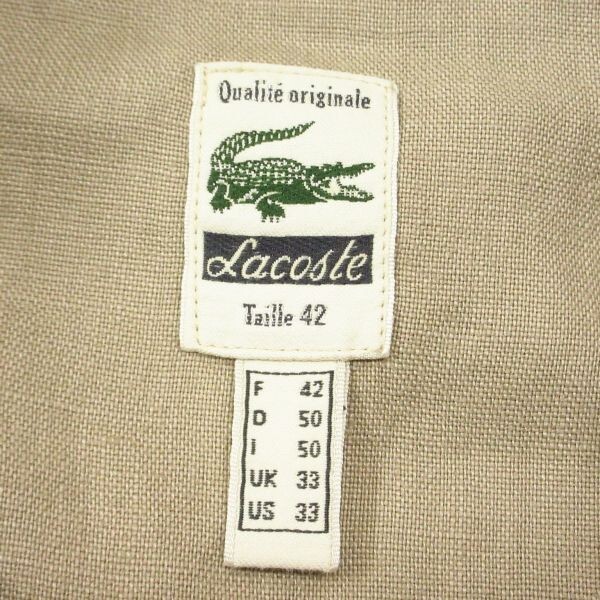 Qualité originale
Lacoste
Taille 42
F 42
D 50
I 50
UK 33
US 33